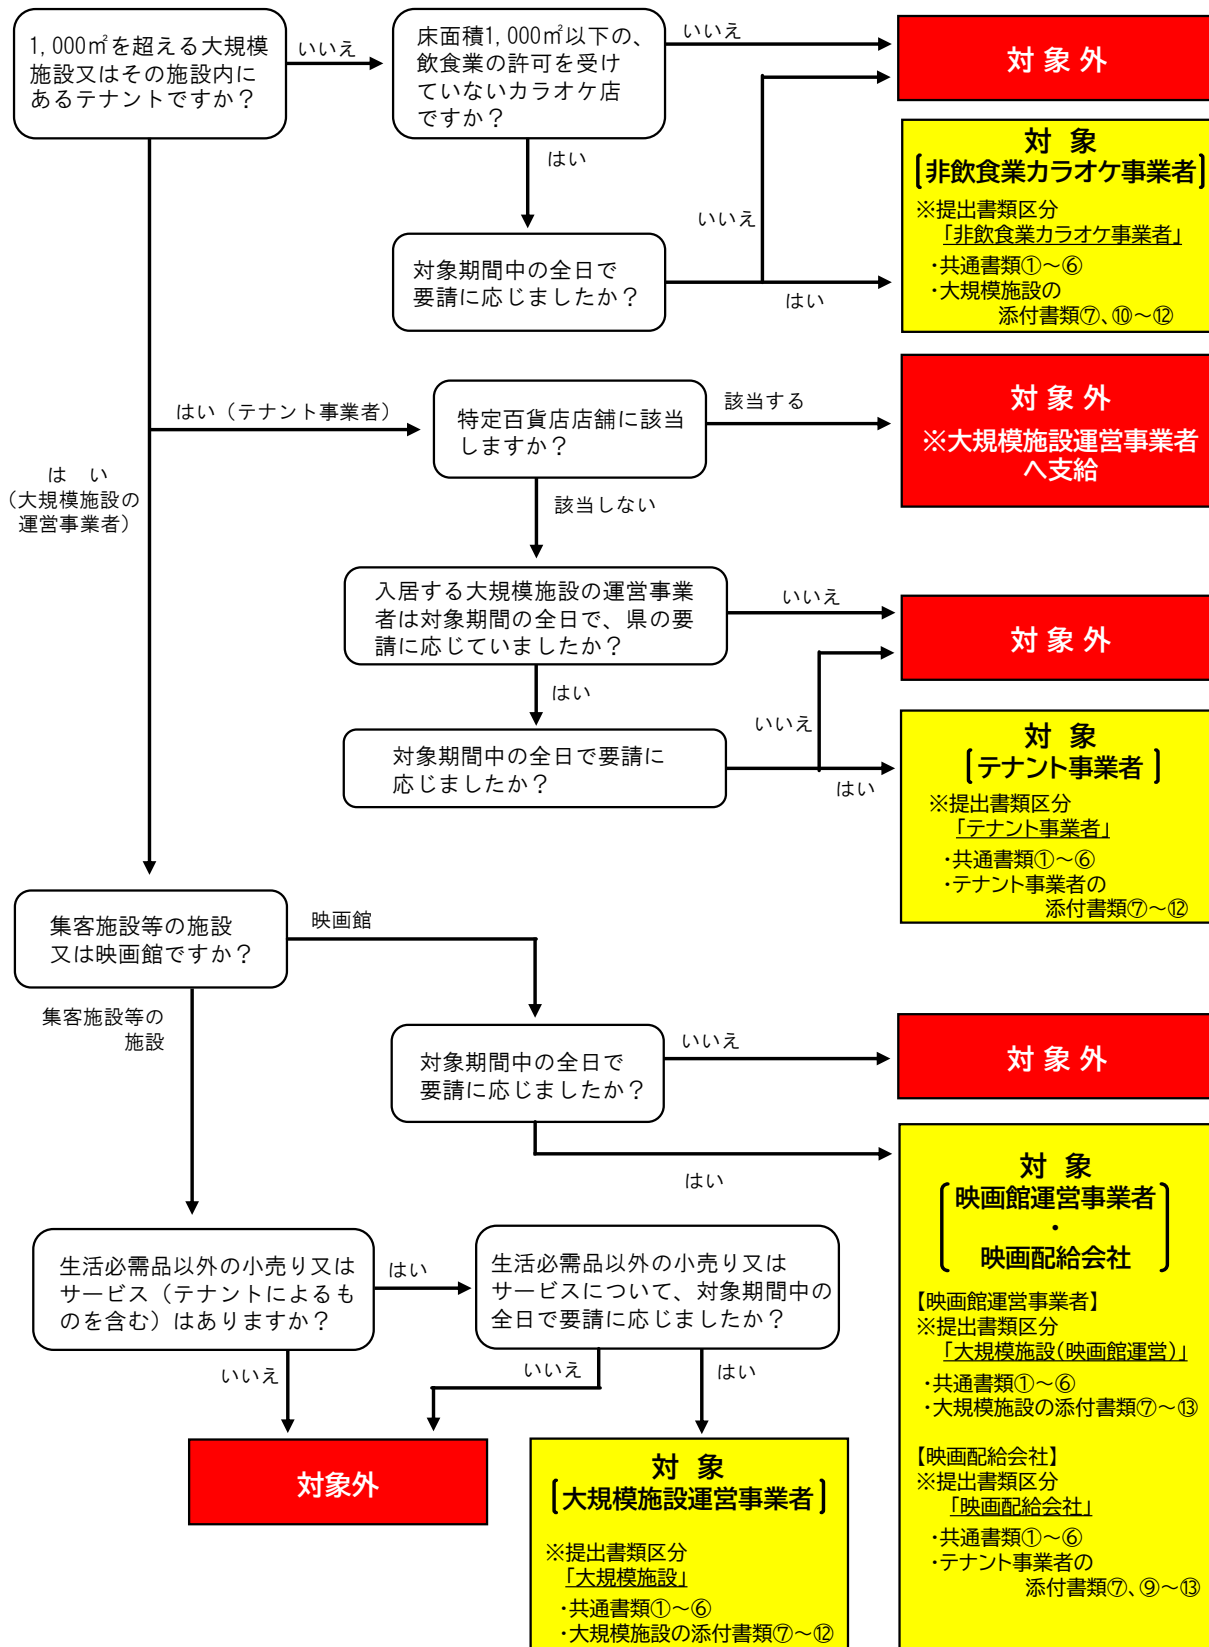 1,000㎡を超える大規模
施設又はその施設内に
あるテナントですか？
いいえ
床面積1,000㎡以下の、
飲食業の許可を受け
ていないカラオケ店
ですか？
いいえ
対 象 外
はい
いいえ
対象期間中の全日で
要請に応じましたか？
はい
対 象
[非飲食業カラオケ事業者]
※提出書類区分
「非飲食業カラオケ事業者」
・共通書類①～⑥
・大規模施設の
添付書類⑦、⑩～⑫
はい（テナント事業者）
特定百貨店店舗に該当
しますか？
該当する
対 象 外
※大規模施設運営事業者
へ支給
は い
（大規模施設の
運営事業者）
該当しない
入居する大規模施設の運営事業
者は対象期間の全日で、県の要
請に応じていましたか？
いいえ
対 象 外
はい
いいえ
対象期間中の全日で要請に
応じましたか？
はい
対 象
[テナント事業者]
※提出書類区分
「テナント事業者」
・共通書類①～⑥
・テナント事業者の
添付書類⑦～⑫
集客施設等の施設
又は映画館ですか？
映画館
集客施設等の
施設
対象期間中の全日で
要請に応じましたか？
いいえ
対 象 外
はい
対 象
[映画館運営事業者
・
映画配給会社]
【映画館運営事業者】
※提出書類区分
「大規模施設(映画館運営)」
・共通書類①～⑥
・大規模施設の添付書類⑦～⑬
【映画配給会社】
※提出書類区分
「映画配給会社」
・共通書類①～⑥
・テナント事業者の
添付書類⑦、⑨～⑬
生活必需品以外の小売り又は
サービス（テナントによるも
のを含む）はありますか？
はい
生活必需品以外の小売り又は
サービスについて、対象期間中の
全日で要請に応じましたか？
いいえ
いいえ
はい
対象外
対 象
[大規模施設運営事業者]
※提出書類区分
「大規模施設」
・共通書類①～⑥
・大規模施設の添付書類⑦～⑫